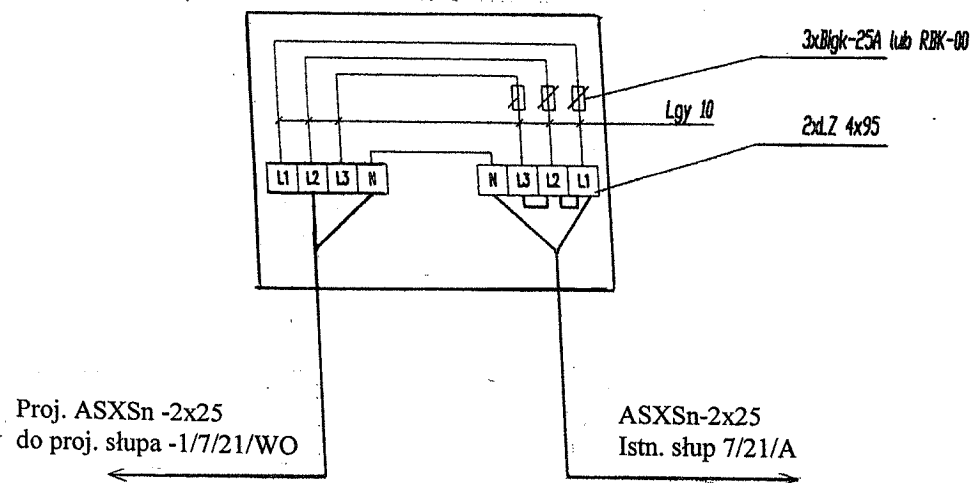 3xBlgk-25A lub RBK-00
Lgy 10
2xLZ 4x95
L1 L2 L3 N
N L3 L2 L1
Proj. ASXSn -2x25
do proj. słupa -1/7/21/WO
ASXSn-2x25
Istn. słup 7/21/A